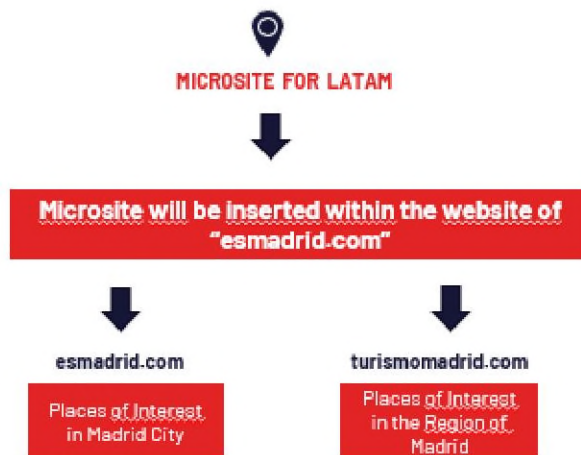 MICROSITE FOR LATAM
Microsite will be inserted within the website of
“esmadrid.com”
esmadrid.com
turismomadrid.com
Places of Interest
in Madrid City
Places of Interest
in the Region of
Madrid